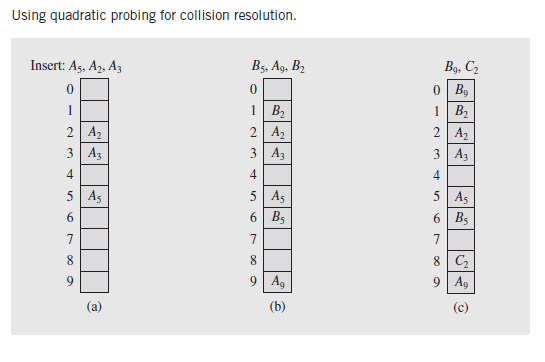 Using quadratic probing for collision resolution.
Insert: A₅, A₂, A₃ B₅, A₉, B₂ B₉, C₂
0 0 0 B₉
1 1 B₂ 1 B₂
2 A₂ 2 A₂ 2 A₂
3 A₃ 3 A₃ 3 A₃
4 4 4
5 A₅ 5 A₅ 5 A₅
6 6 B₅ 6 B₅
7 7 7
8 8 8 C₂
9 9 A₉ 9 A₉
(a) (b) (c)